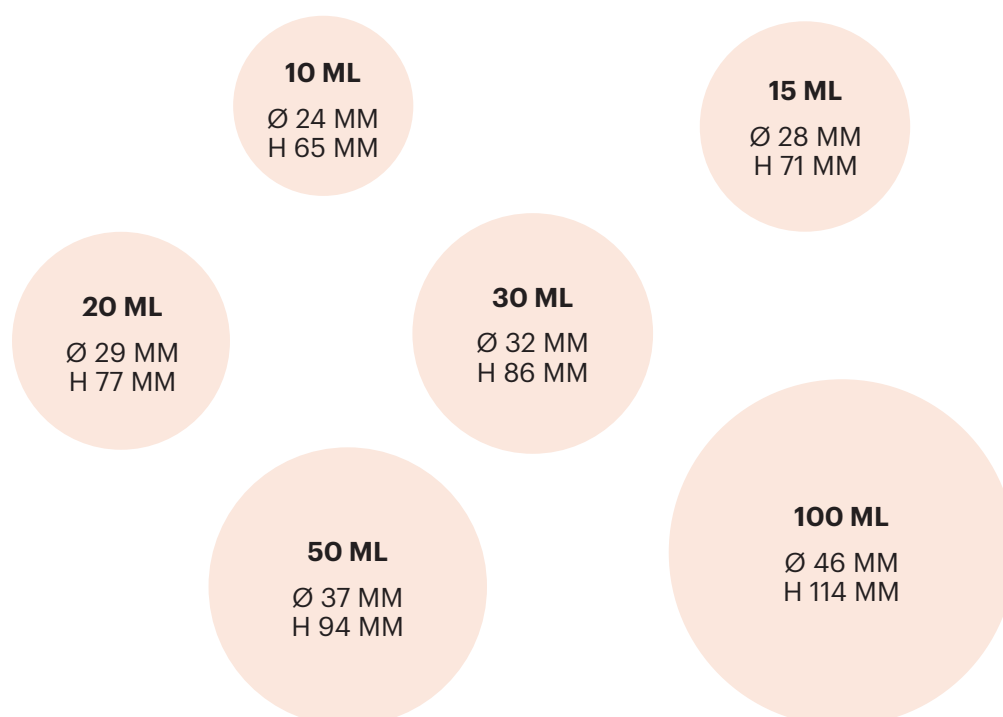 10 ML
Ø 24 MM
H 65 MM
15 ML
Ø 28 MM
H 71 MM
20 ML
Ø 29 MM
H 77 MM
30 ML
Ø 32 MM
H 86 MM
50 ML
Ø 37 MM
H 94 MM
100 ML
Ø 46 MM
H 114 MM